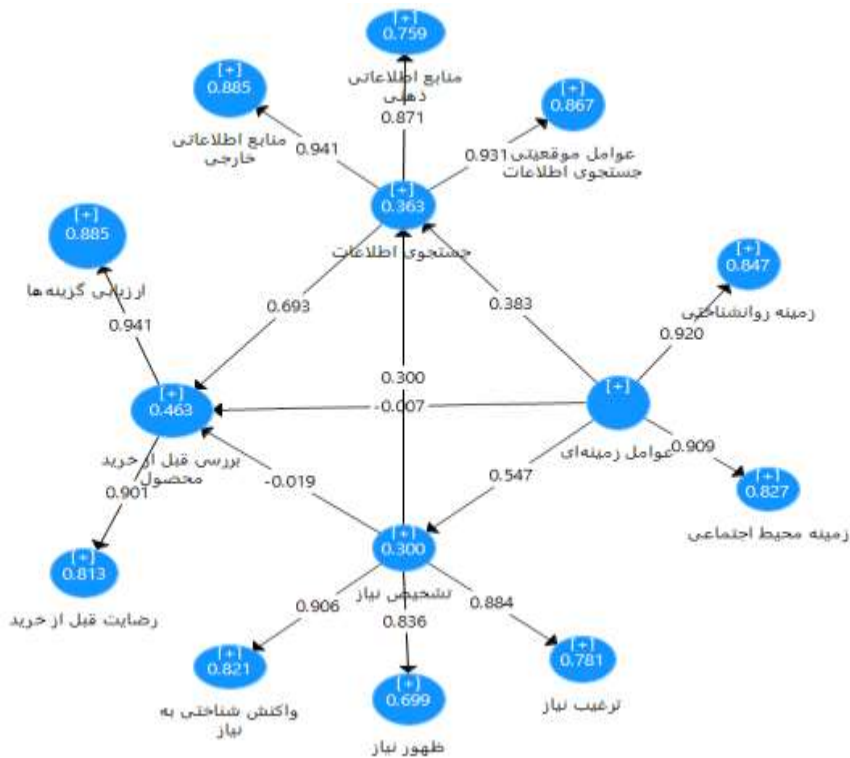 [+]
0.759
منابع اطلاعاتی
ذهنی
[+]
0.885
منابع اطلاعاتی
خارجی
[+]
0.867
عوامل موقعیتی
جستجوی اطلاعات
0.871
0.941
0.931
[+]
0.363
جستجوی اطلاعات
[+]
0.885
ارزیابی گزینه‌ها
[+]
0.847
زمینه روانشناختی
0.693
0.383
0.920
0.941
0.300
-0.007
[+]
0.463
بررسی قبل از خرید
محصول
[+]
عوامل زمینه‌ای
0.909
0.901
-0.019
0.547
[+]
0.827
زمینه محیط اجتماعی
[+]
0.300
تشخیص نیاز
[+]
0.813
رضایت قبل از خرید
0.906
0.836
0.884
[+]
0.821
واکنش شناختی به
نیاز
[+]
0.699
ظهور نیاز
[+]
0.781
ترغیب نیاز